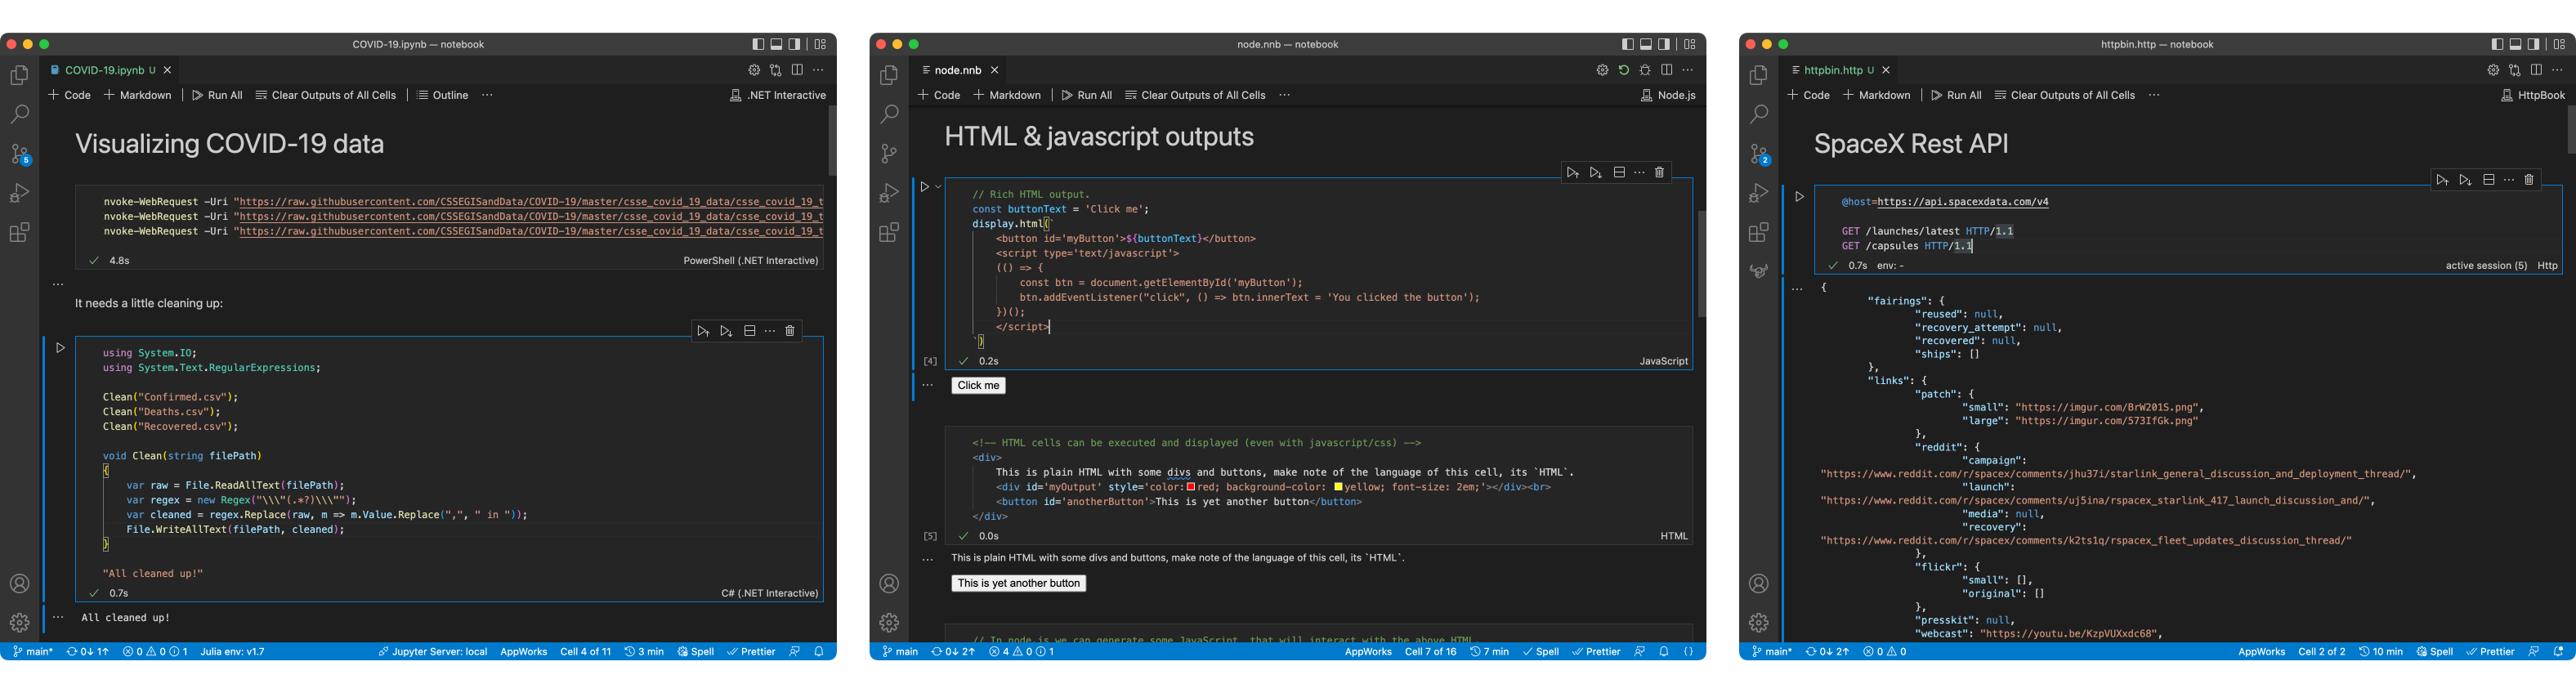 COVID-19.ipynb — notebook
COVID-19.ipynb U
Code Markdown Run All Clear Outputs of All Cells Outline ··· .NET Interactive
Visualizing COVID-19 data
nvoke-WebRequest -Uri "https://raw.githubusercontent.com/CSSEGISandData/COVID-19/master/csse_covid_19_data/csse_covid_19_t
nvoke-WebRequest -Uri "https://raw.githubusercontent.com/CSSEGISandData/COVID-19/master/csse_covid_19_data/csse_covid_19_t
nvoke-WebRequest -Uri "https://raw.githubusercontent.com/CSSEGISandData/COVID-19/master/csse_covid_19_data/csse_covid_19_t
4.8s PowerShell (.NET Interactive)
It needs a little cleaning up:
using System.IO;
using System.Text.RegularExpressions;
Clean("Confirmed.csv");
Clean("Deaths.csv");
Clean("Recovered.csv");
void Clean(string filePath)
{
var raw = File.ReadAllText(filePath);
var regex = new Regex("\\\"(.*?)\\\"");
var cleaned = regex.Replace(raw, m => m.Value.Replace(",", " in "));
File.WriteAllText(filePath, cleaned);
}
"All cleaned up!"
0.7s C# (.NET Interactive)
All cleaned up!
5
main* 0↓ 1↑ 0 0 1 Julia env: v1.7 Jupyter Server: local AppWorks Cell 4 of 11 3 min Spell Prettier
node.nnb — notebook
node.nnb
Code Markdown Run All Clear Outputs of All Cells ··· Node.js
HTML & javascript outputs
// Rich HTML output.
const buttonText = 'Click me';
display.html(`
<button id='myButton'>${buttonText}</button>
<script type='text/javascript'>
(() => {
const btn = document.getElementById('myButton');
btn.addEventListener("click", () => btn.innerText = 'You clicked the button');
})();
</script>
`)
[4] 0.2s JavaScript
Click me
<!-- HTML cells can be executed and displayed (even with javascript/css) -->
<div>
This is plain HTML with some divs and buttons, make note of the language of this cell, its `HTML`.
<div id='myOutput' style='color:red; background-color: yellow; font-size: 2em;'></div><br>
<button id='anotherButton'>This is yet another button</button>
</div>
[5] 0.0s HTML
This is plain HTML with some divs and buttons, make note of the language of this cell, its `HTML`.
This is yet another button
// In node.js we can generate some JavaScript, that will interact with the above HTML.
main 0↓ 2↑ 4 0 1 AppWorks Cell 7 of 16 7 min Spell Prettier {}
httpbin.http — notebook
httpbin.http U
Code Markdown Run All Clear Outputs of All Cells ··· HttpBook
SpaceX Rest API
@host=https://api.spacexdata.com/v4
GET /launches/latest HTTP/1.1
GET /capsules HTTP/1.1
0.7s env: - active session (5) Http
{
"fairings": {
"reused": null,
"recovery_attempt": null,
"recovered": null,
"ships": []
},
"links": {
"patch": {
"small": "https://imgur.com/BrW201S.png",
"large": "https://imgur.com/573IfGk.png"
},
"reddit": {
"campaign":
"https://www.reddit.com/r/spacex/comments/jhu37i/starlink_general_discussion_and_deployment_thread/",
"launch":
"https://www.reddit.com/r/spacex/comments/uj5ina/rspacex_starlink_417_launch_discussion_and/",
"media": null,
"recovery":
"https://www.reddit.com/r/spacex/comments/k2ts1q/rspacex_fleet_updates_discussion_thread/"
},
"flickr": {
"small": [],
"original": []
},
"presskit": null,
"webcast": "https://youtu.be/KzpVUXxdc68",
2
main* 0↓ 2↑ 0 0 AppWorks Cell 2 of 2 10 min Spell Prettier